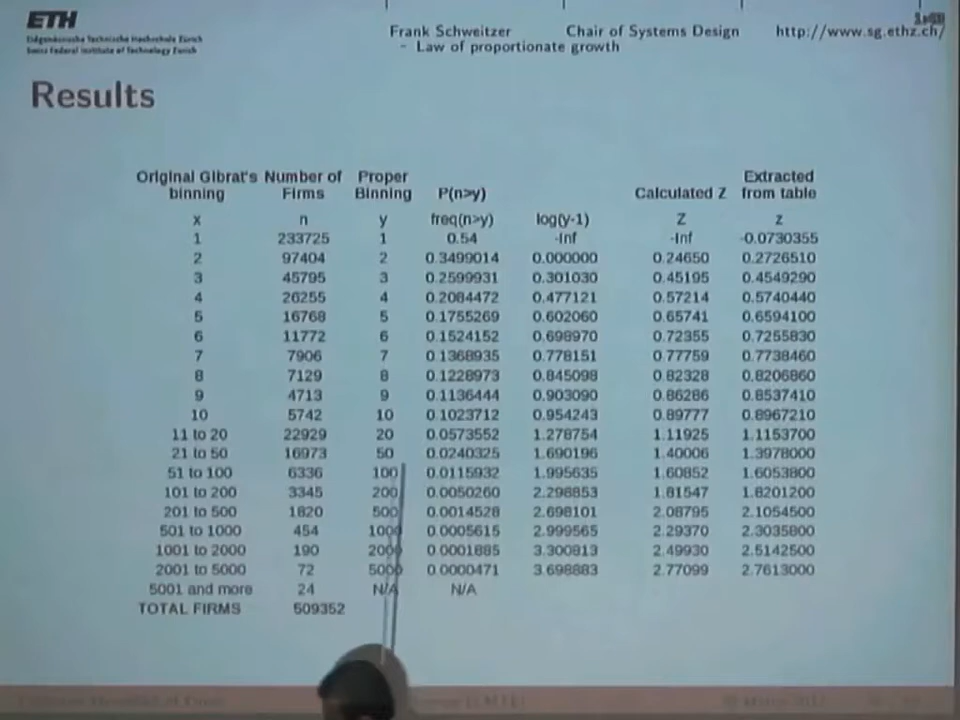 ETH
Eidgenössische Technische Hochschule Zürich
Swiss Federal Institute of Technology Zurich
Frank Schweitzer Chair of Systems Design http://www.sg.ethz.ch/
– Law of proportionate growth
Results
Original Gibrat's binning Number of Firms Proper Binning P(n>y) Calculated Z Extracted from table
x n y freq(n>y) log(y-1) Z z
1 233725 1 0.54 -Inf -Inf -0.0730355
2 97404 2 0.3499014 0.000000 0.24650 0.2726510
3 45795 3 0.2599931 0.301030 0.45195 0.4549290
4 26255 4 0.2084472 0.477121 0.57214 0.5740440
5 16768 5 0.1755269 0.602060 0.65741 0.6594100
6 11772 6 0.1524152 0.698970 0.72355 0.7255830
7 7906 7 0.1368935 0.778151 0.77759 0.7738460
8 7129 8 0.1228973 0.845098 0.82328 0.8206860
9 4713 9 0.1136444 0.903090 0.86286 0.8537410
10 5742 10 0.1023712 0.954243 0.89777 0.8967210
11 to 20 22929 20 0.0573552 1.278754 1.11925 1.1153700
21 to 50 16973 50 0.0240325 1.690196 1.40006 1.3978000
51 to 100 6336 100 0.0115932 1.995635 1.60852 1.6053800
101 to 200 3345 200 0.0050260 2.298853 1.81547 1.8201200
201 to 500 1820 500 0.0014528 2.698101 2.08795 2.1054500
501 to 1000 454 1000 0.0005615 2.999565 2.29370 2.3035800
1001 to 2000 190 2000 0.0001885 3.300813 2.49930 2.5142500
2001 to 5000 72 5000 0.0000471 3.698883 2.77099 2.7613000
5001 and more 24 N/A N/A
TOTAL FIRMS 509352